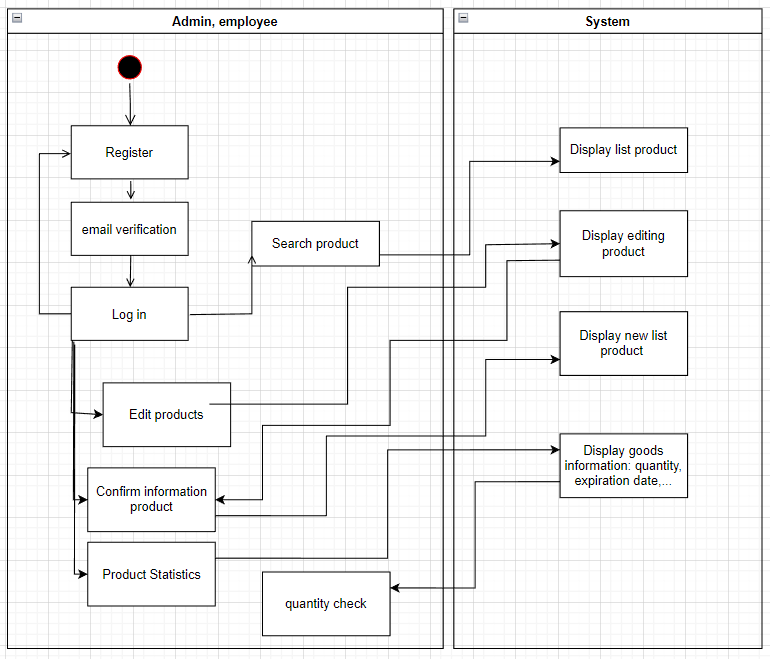 Admin, employee
System
Register
email verification
Log in
Search product
Edit products
Confirm information
product
Product Statistics
quantity check
Display list product
Display editing
product
Display new list
product
Display goods
information: quantity,
expiration date,...